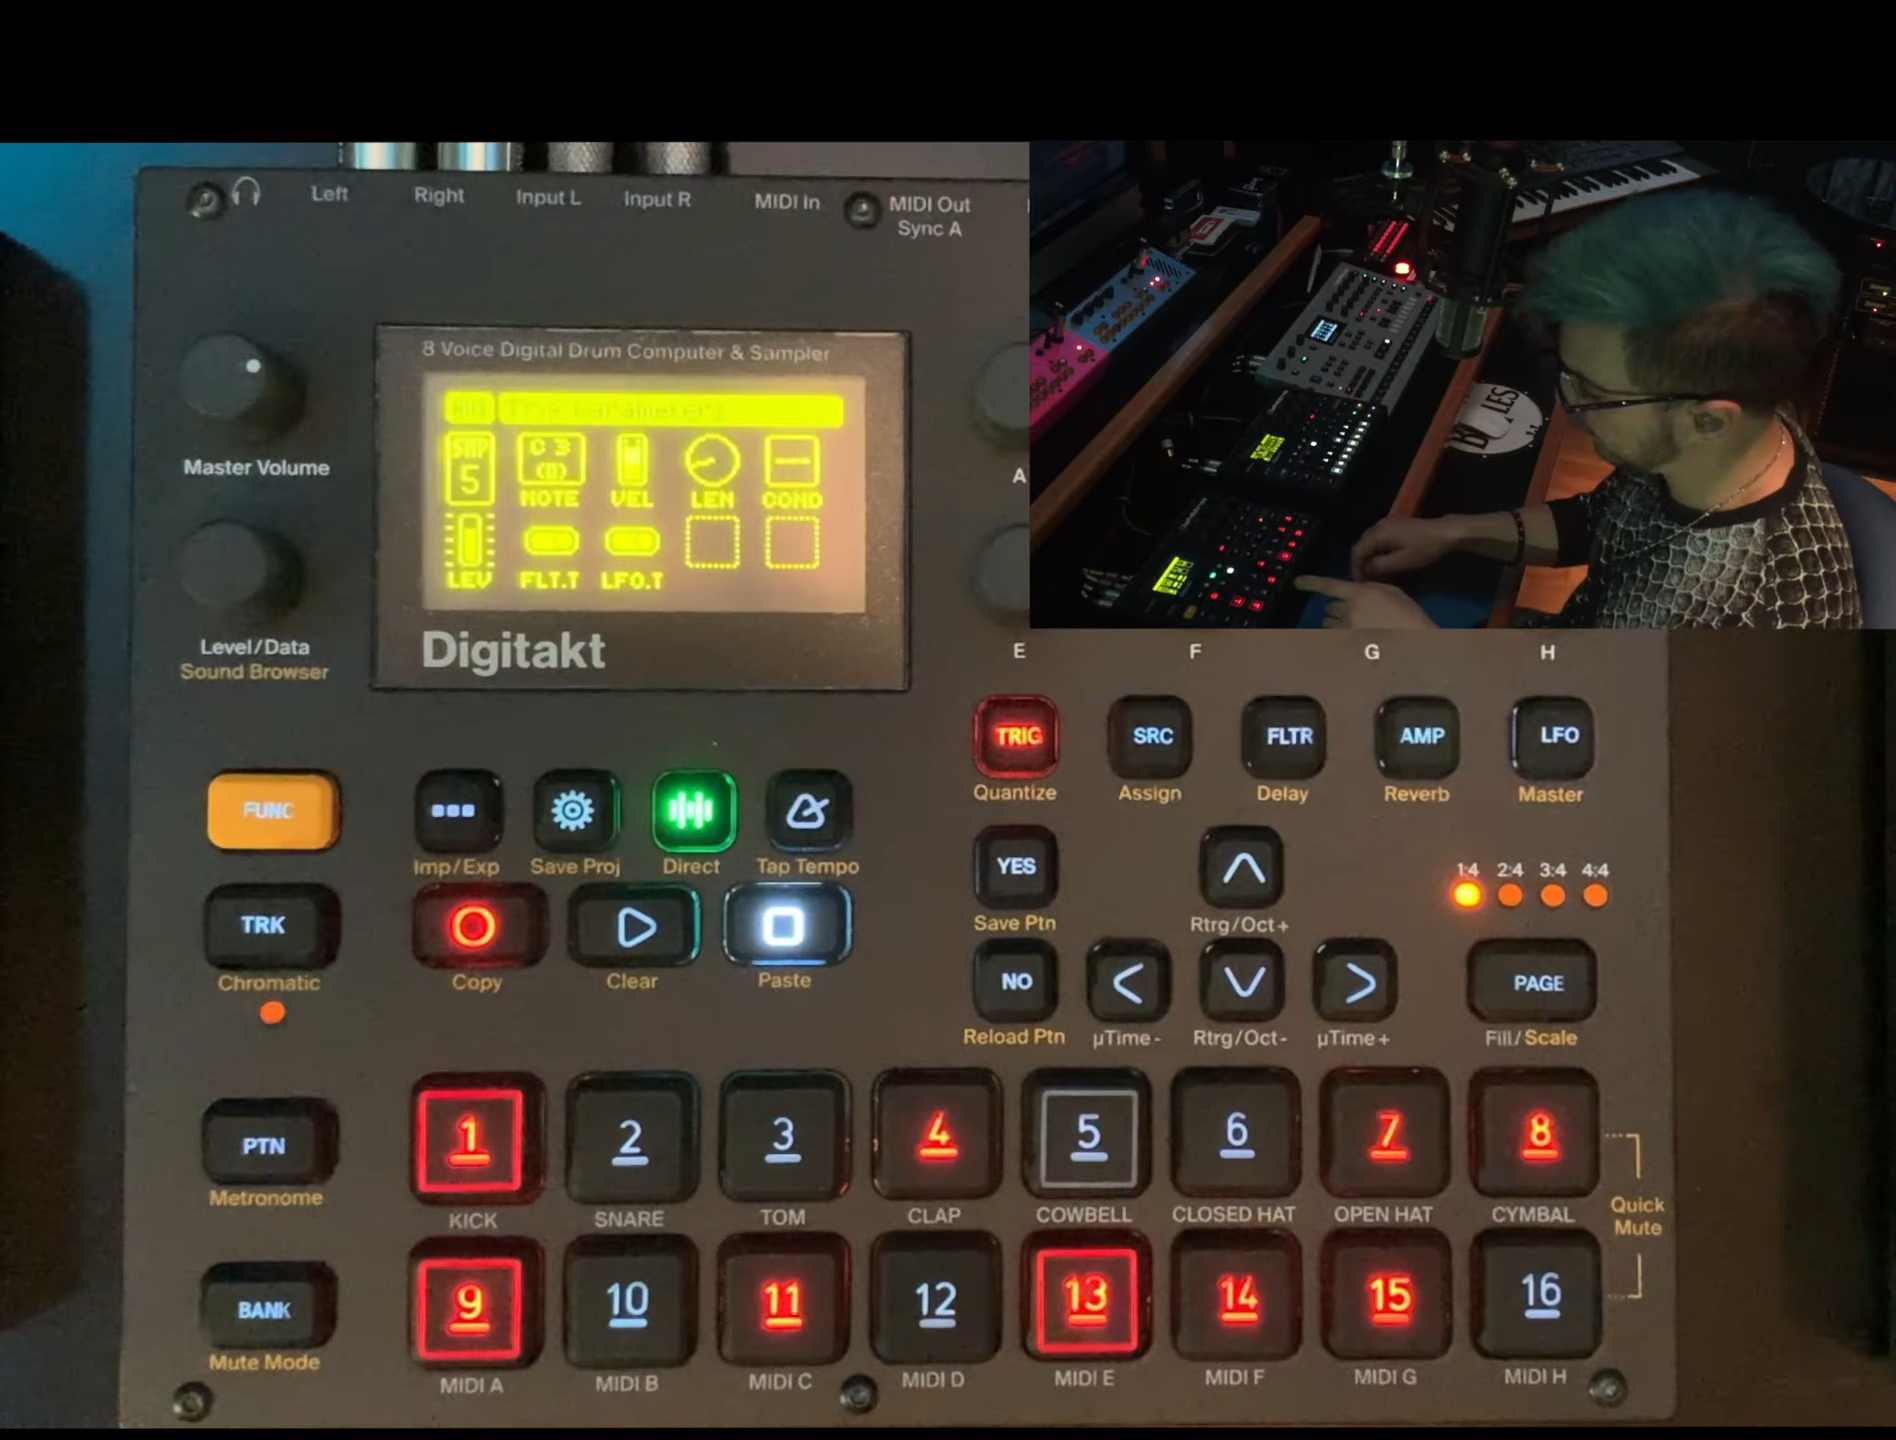 Left
Right
Input L
Input R
MIDI In
MIDI Out
Sync A
8 Voice Digital Drum Computer & Sampler
Trig Parameters
SMP
5
C 3
(0)
NOTE
VEL
LEN
COND
LEV
FLT.T
LFO.T
Digitakt
Master Volume
Level/Data
Sound Browser
A
E
F
G
H
TRIG
SRC
FLTR
AMP
LFO
Quantize
Assign
Delay
Reverb
Master
FUNC
Imp/Exp
Save Proj
Direct
Tap Tempo
YES
Save Ptn
Rtrg/Oct+
1:4
2:4
3:4
4:4
TRK
Chromatic
Copy
Clear
Paste
NO
PAGE
Reload Ptn
µTime-
Rtrg/Oct-
µTime+
Fill/Scale
PTN
Metronome
1
2
3
4
5
6
7
8
KICK
SNARE
TOM
CLAP
COWBELL
CLOSED HAT
OPEN HAT
CYMBAL
Quick
Mute
BANK
Mute Mode
9
10
11
12
13
14
15
16
MIDI A
MIDI B
MIDI C
MIDI D
MIDI E
MIDI F
MIDI G
MIDI H